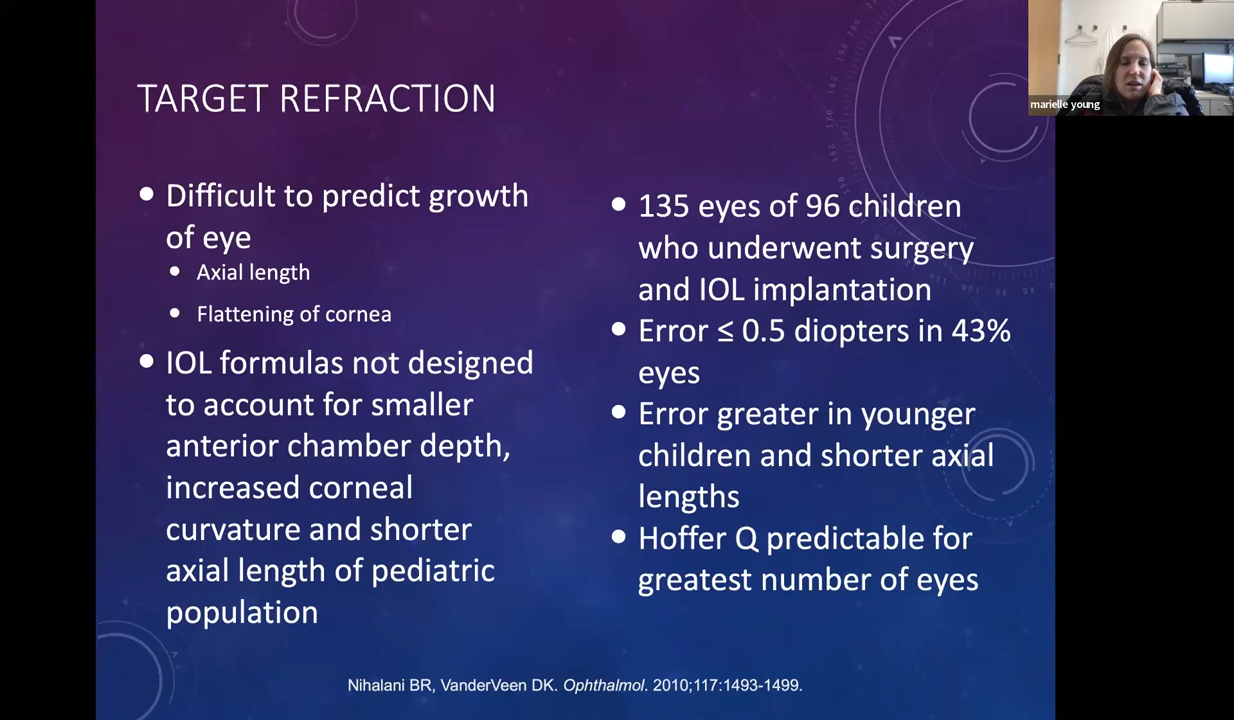 TARGET REFRACTION
• Difficult to predict growth
of eye
• Axial length
• Flattening of cornea
• IOL formulas not designed
to account for smaller
anterior chamber depth,
increased corneal
curvature and shorter
axial length of pediatric
population
• 135 eyes of 96 children
who underwent surgery
and IOL implantation
• Error ≤ 0.5 diopters in 43%
eyes
• Error greater in younger
children and shorter axial
lengths
• Hoffer Q predictable for
greatest number of eyes
Nihalani BR, VanderVeen DK. Ophthalmol. 2010;117:1493-1499.
marielle young